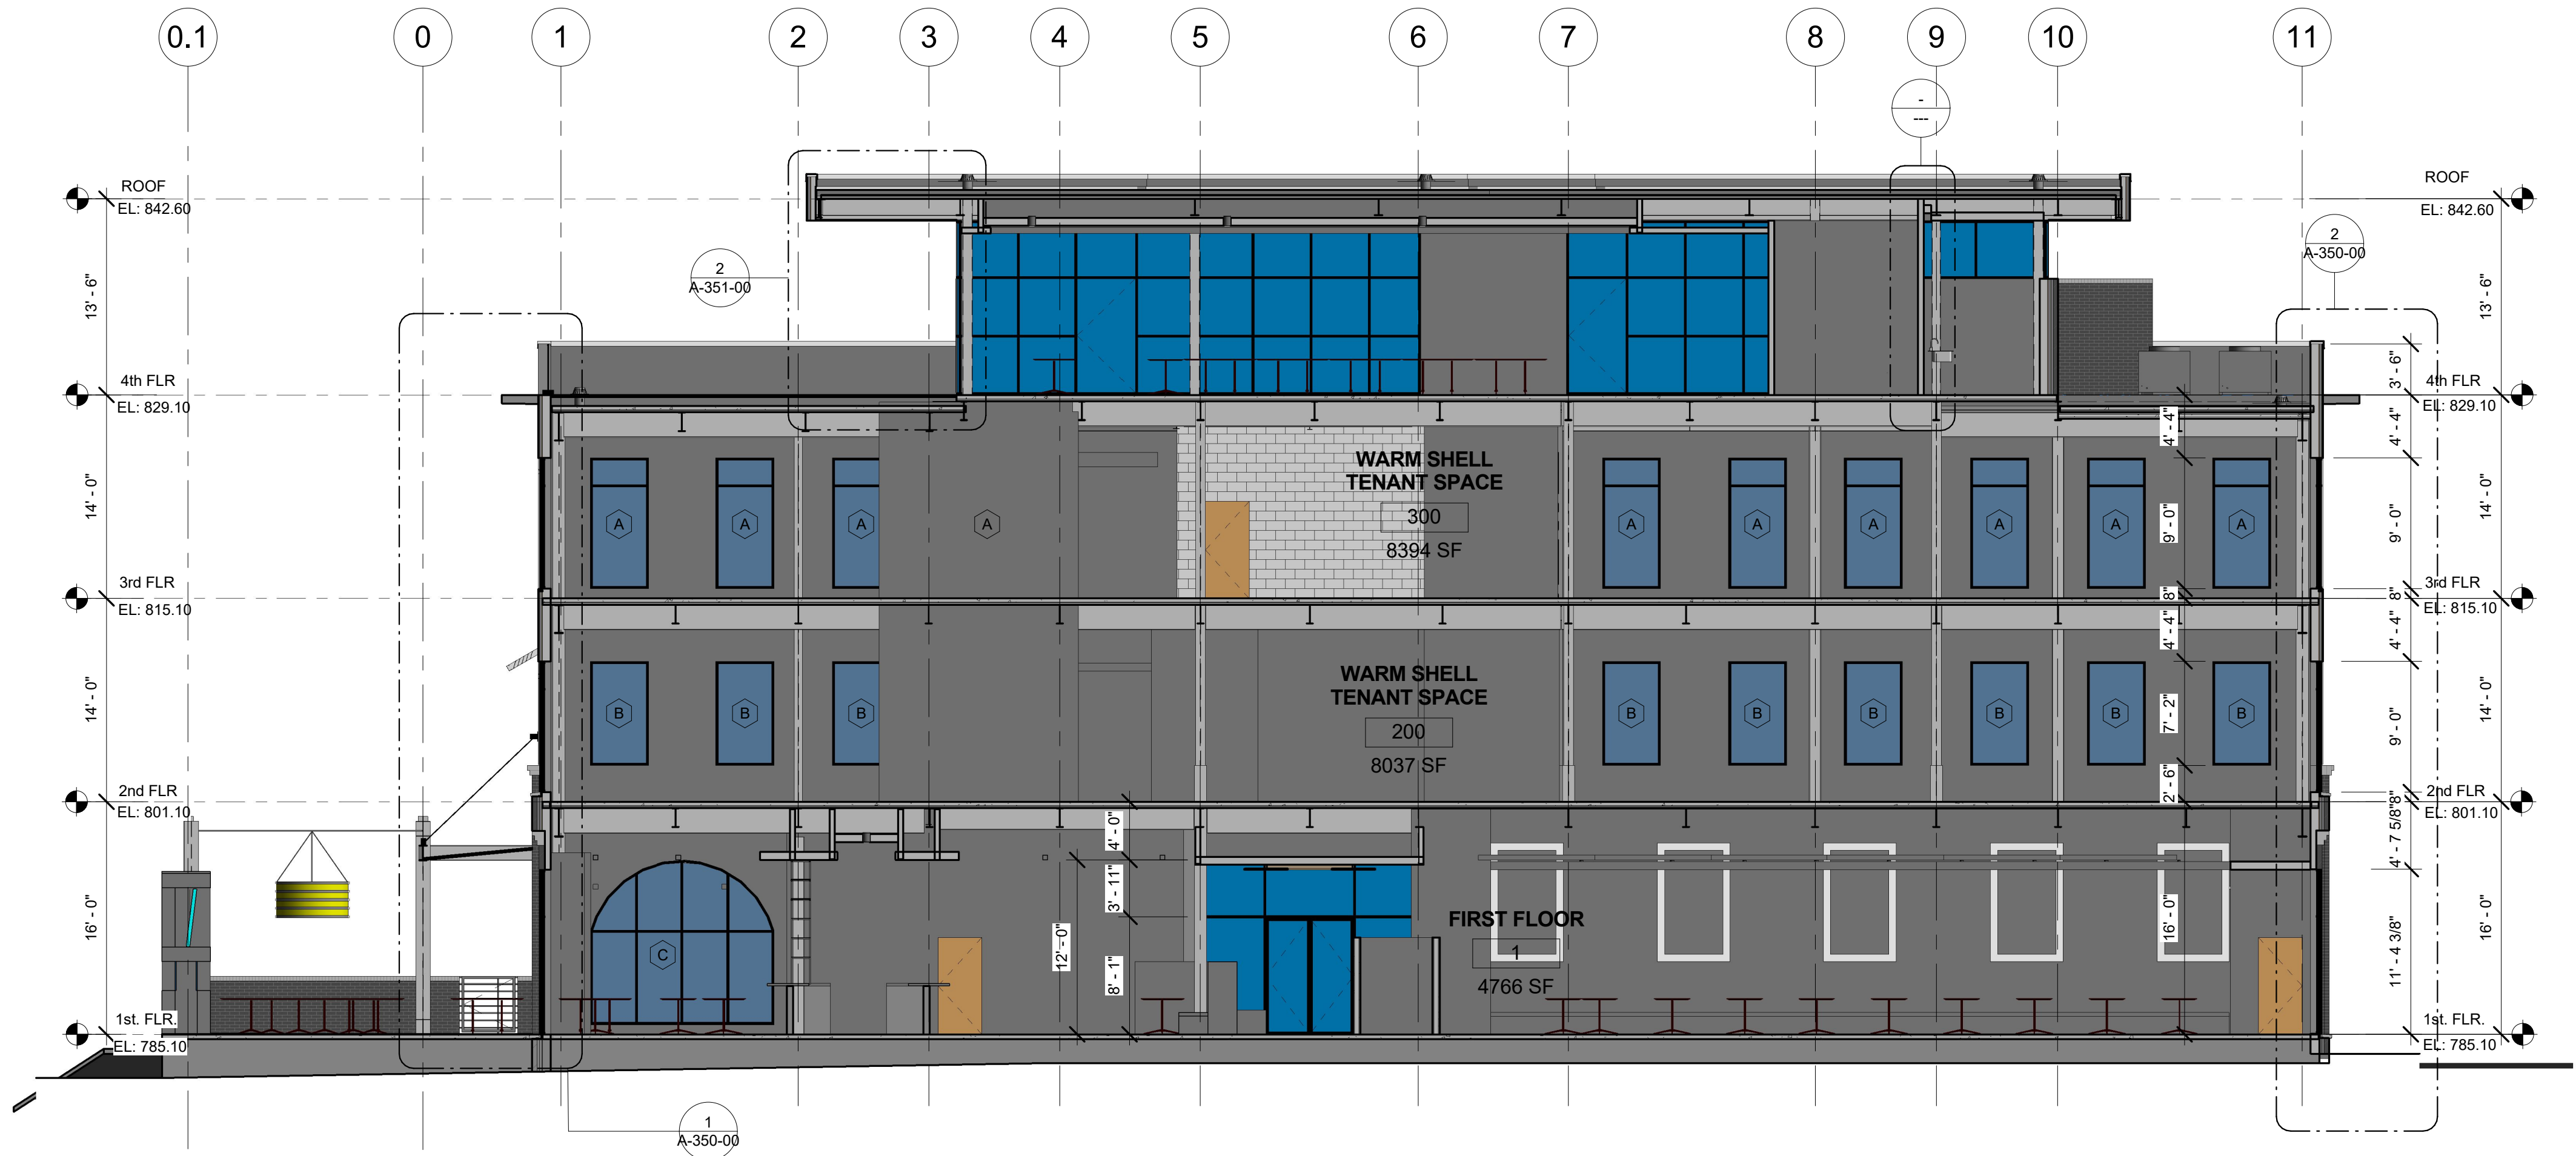 0.1
0
1
2
3
4
5
6
7
8
9
10
11
-
---
ROOF
EL: 842.60
ROOF
EL: 842.60
2
A-351-00
2
A-350-00
13' - 6"
13' - 6"
3' - 6"
4th FLR
EL: 829.10
4th FLR
EL: 829.10
4' - 4"
4' - 4"
WARM SHELL
TENANT SPACE
300
8394 SF
14' - 0"
A
A
A
A
A
A
A
A
A
A
9' - 0"
9' - 0"
14' - 0"
3rd FLR
EL: 815.10
8"
8"
3rd FLR
EL: 815.10
4' - 4"
4' - 4"
WARM SHELL
TENANT SPACE
200
8037 SF
14' - 0"
B
B
B
B
B
B
B
B
B
7' - 2"
9' - 0"
14' - 0"
2' - 6"
2nd FLR
EL: 801.10
8"
2nd FLR
EL: 801.10
4' - 0"
4' - 7 5/8"
3' - 11"
16' - 0"
C
12' - 0"
8' - 1"
FIRST FLOOR
1
4766 SF
16' - 0"
11' - 4 3/8"
16' - 0"
1st. FLR.
EL: 785.10
1st. FLR.
EL: 785.10
1
A-350-00